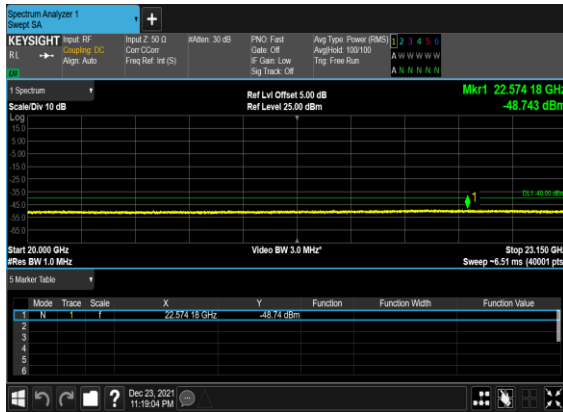 Spectrum Analyzer 1
Swept SA
+
KEYSIGHT Input: RF Input Z: 50 Ω #Atten: 30 dB PNO: Fast Avg Type: Power (RMS) 1 2 3 4 5 6
RL Coupling: DC Corr CCorr Gate: Off Avg|Hold: 100/100 A W W W W W
Align: Auto Freq Ref: Int (S) IF Gain: Low Trig: Free Run
Sig Track: Off A N N N N N
1 Spectrum Ref Lvl Offset 5.00 dB Mkr1 22.574 18 GHz
Scale/Div 10 dB Ref Level 25.00 dBm -48.743 dBm
Log
15.0
5.00
-5.00
-15.0
-25.0
-35.0 1 DL1 -40.00 dBm
-45.0
-55.0
-65.0
Start 20.000 GHz Video BW 3.0 MHz* Stop 23.150 GHz
#Res BW 1.0 MHz Sweep ~6.51 ms (40001 pts
5 Marker Table
Mode Trace Scale X Y Function Function Width Function Value
1 N 1 f 22.574 18 GHz -48.74 dBm
2
3
4
5
6
? Dec 23, 2021
11:19:04 PM